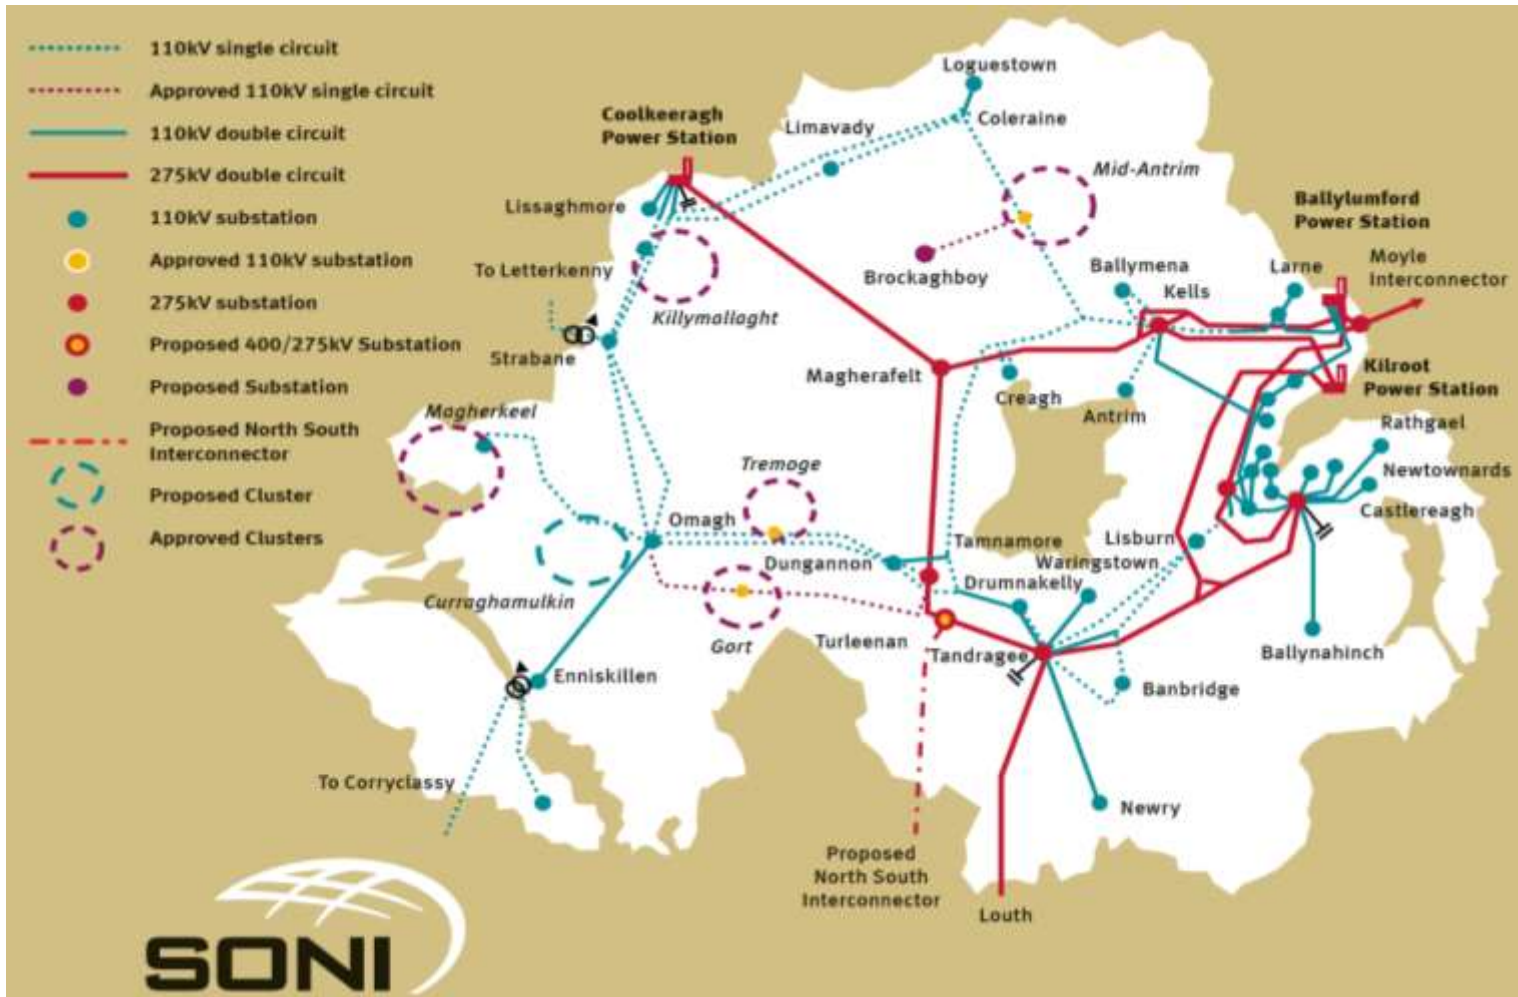 110kV single circuit
Approved 110kV single circuit
110kV double circuit
275kV double circuit
110kV substation
Approved 110kV substation
275kV substation
Proposed 400/275kV Substation
Proposed Substation
Proposed North South
Interconnector
Proposed Cluster
Approved Clusters
Loguestown
Coolkeeragh
Power Station
Limavady
Coleraine
Mid-Antrim
Lissaghmore
Ballylumford
Power Station
To Letterkenny
Brockaghboy
Ballymena
Larne
Moyle
Interconnector
Kells
Killymallaght
Strabane
Magherafelt
Creagh
Antrim
Kilroot
Power Station
Magherkeel
Rathgael
Tremoge
Newtownards
Omagh
Castlereagh
Dungannon
Tamnamore
Lisburn
Waringstown
Drumnakelly
Curraghamulkin
Gort
Turleenan
Tandragee
Ballynahinch
Enniskillen
Banbridge
To Corryclassy
Newry
Proposed
North South
Interconnector
Louth
SONI